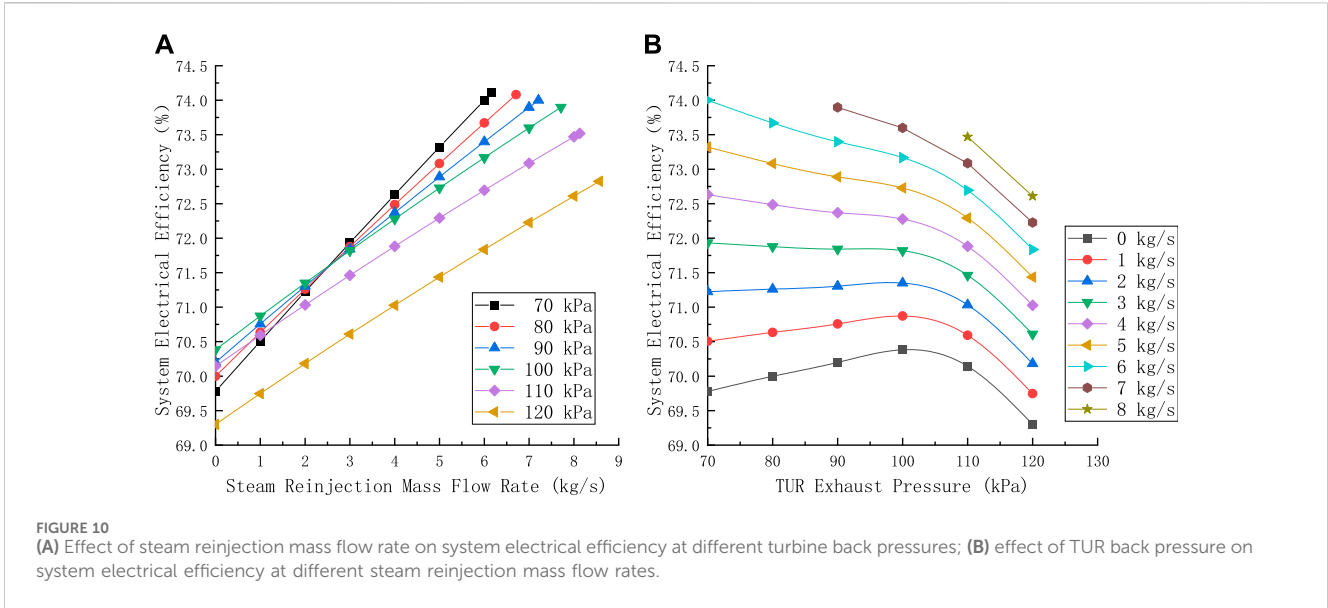 A
B
System Electrical Efficiency (%)
74.5
74.0
73.5
73.0
72.5
72.0
71.5
71.0
70.5
70.0
69.5
69.0
0 1 2 3 4 5 6 7 8 9
Steam Reinjection Mass Flow Rate (kg/s)
70 kPa
80 kPa
90 kPa
100 kPa
110 kPa
120 kPa
System Electrical Efficiency (%)
74.5
74.0
73.5
73.0
72.5
72.0
71.5
71.0
70.5
70.0
69.5
69.0
70 80 90 100 110 120 130
TUR Exhaust Pressure (kPa)
0 kg/s
1 kg/s
2 kg/s
3 kg/s
4 kg/s
5 kg/s
6 kg/s
7 kg/s
8 kg/s
FIGURE 10
(A) Effect of steam reinjection mass flow rate on system electrical efficiency at different turbine back pressures; (B) effect of TUR back pressure on
system electrical efficiency at different steam reinjection mass flow rates.